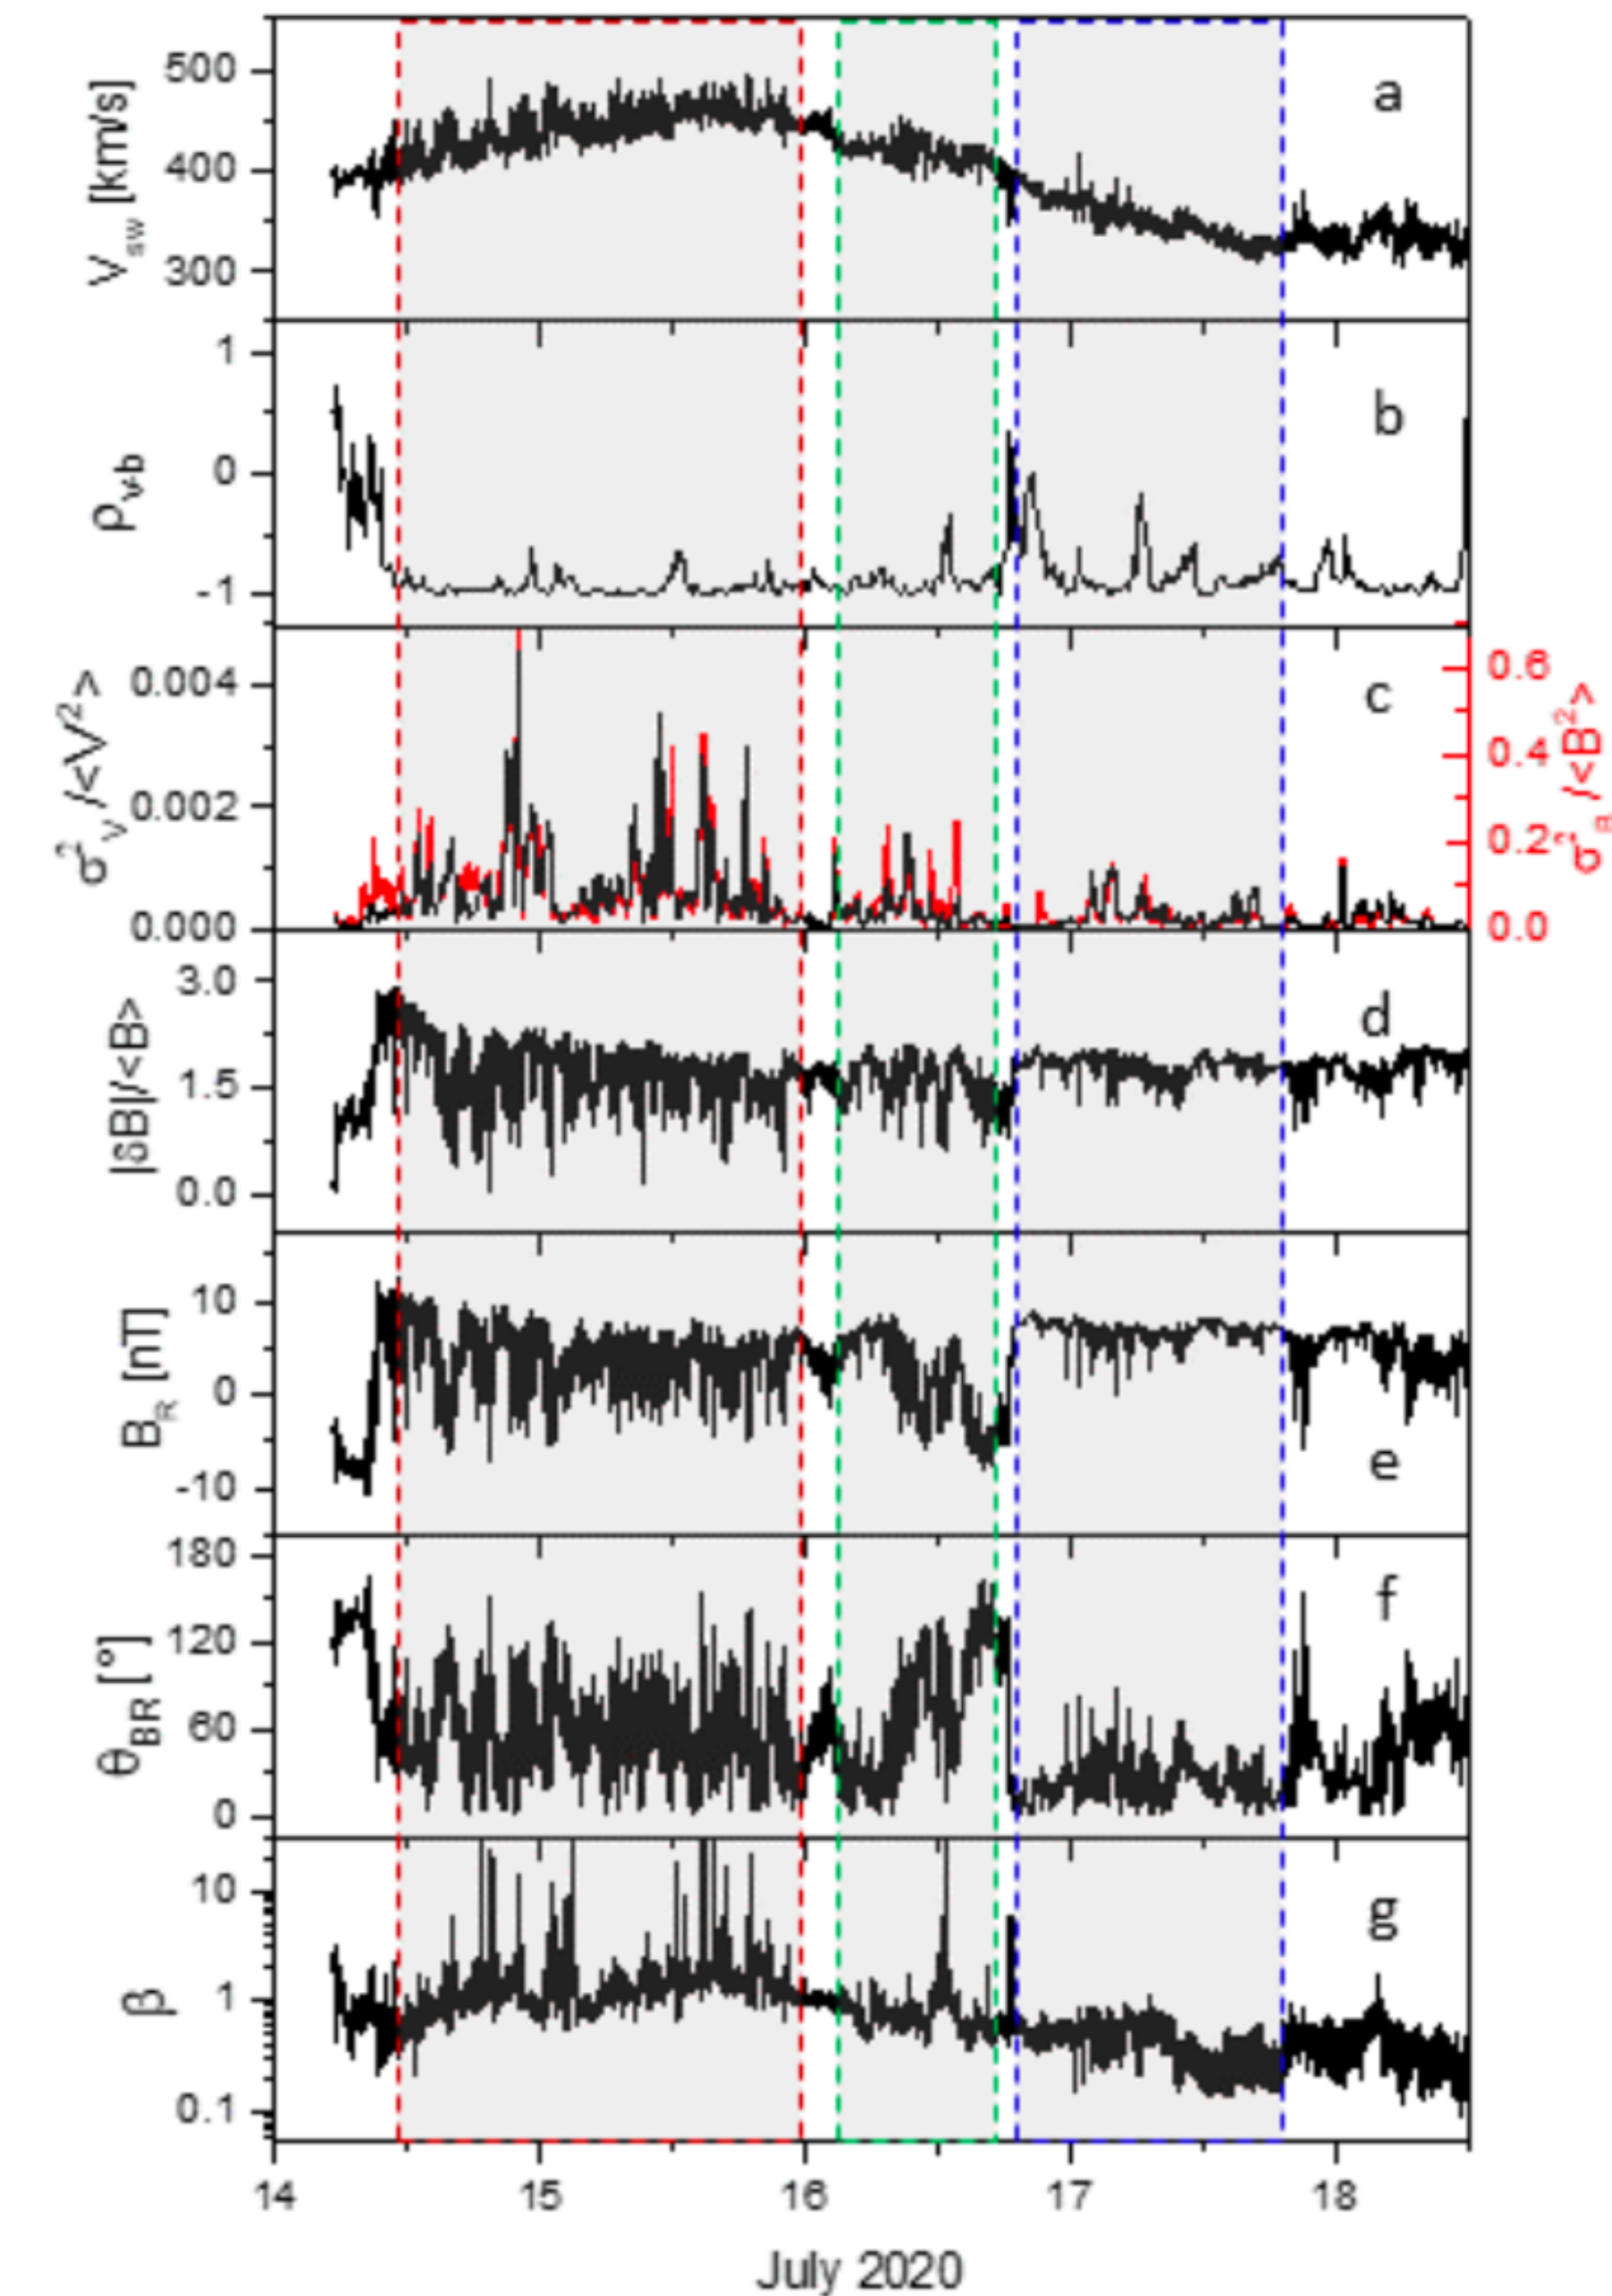 500
400
300
V_sw [km/s]
a
1
0
-1
ρ_v-b
b
0.004
0.002
0.000
σ²_V/<V²>
0.6
0.4
0.2
0.0
σ²_B/<B²>
c
3.0
1.5
0.0
|δB|/<B>
d
10
0
-10
B_R [nT]
e
180
120
60
0
θ_BR [°]
f
10
1
0.1
β
g
14 15 16 17 18
July 2020